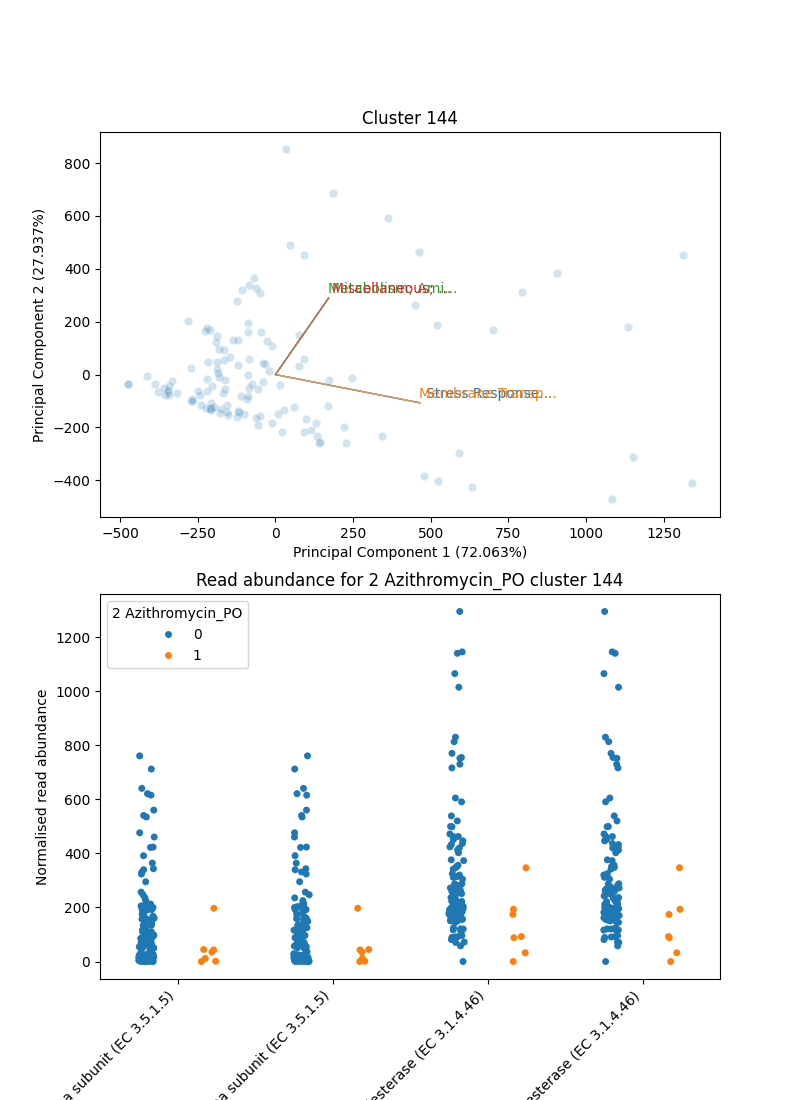 Cluster 144
800
600
400
200
0
−200
−400
Principal Component 2 (27.937%)
Miscellaneous; ...
Stress Response...
−500
−250
0
250
500
750
1000
1250
Principal Component 1 (72.063%)
Read abundance for 2 Azithromycin_PO cluster 144
2 Azithromycin_PO
0
1
1200
1000
800
600
400
200
0
Normalised read abundance
a subunit (EC 3.5.1.5)
a subunit (EC 3.5.1.5)
esterase (EC 3.1.4.46)
esterase (EC 3.1.4.46)